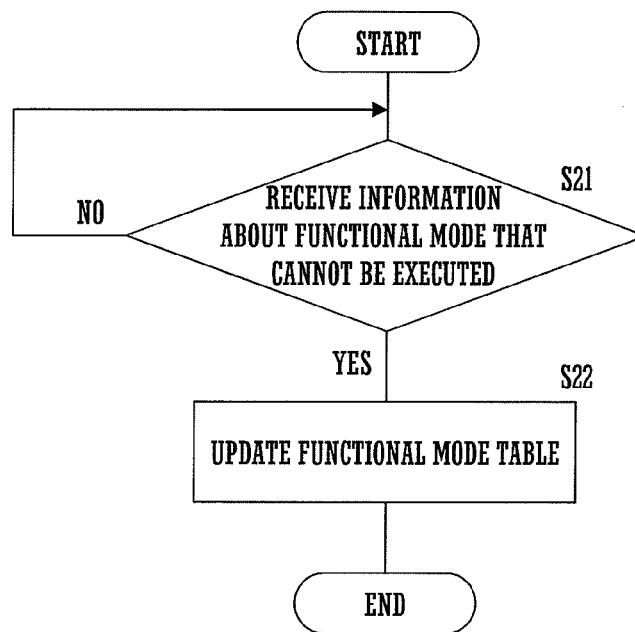 START
S21
RECEIVE INFORMATION
ABOUT FUNCTIONAL MODE THAT
CANNOT BE EXECUTED
NO
YES
S22
UPDATE FUNCTIONAL MODE TABLE
END